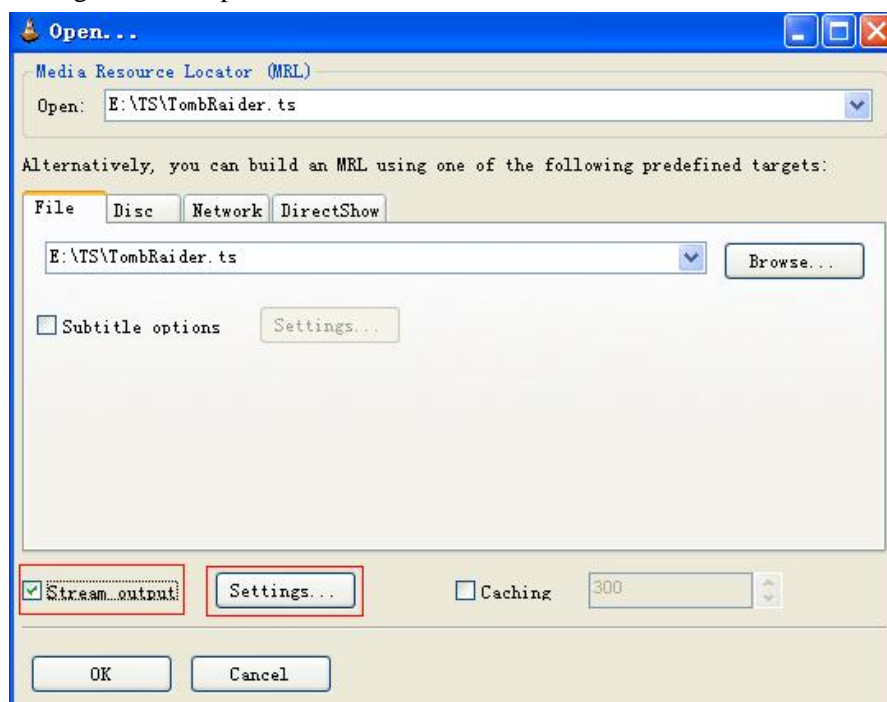 Open...
Media Resource Locator (MRL)
Open: E:\TS\TombRaider.ts
Alternatively, you can build an MRL using one of the following predefined targets:
File Disc Network DirectShow
E:\TS\TombRaider.ts Browse...
Subtitle options Settings...
Stream output Settings... Caching 300
OK Cancel